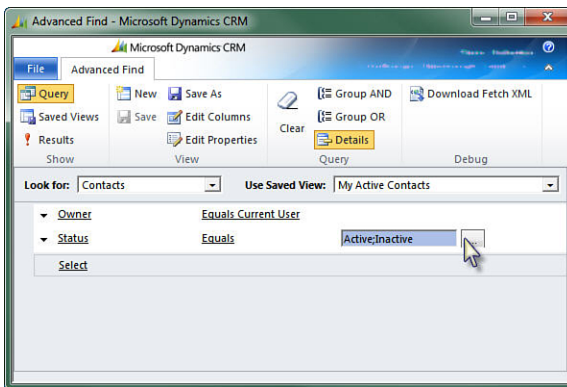 Advanced Find - Microsoft Dynamics CRM
Microsoft Dynamics CRM
File Advanced Find
Query New Save As Group AND Download Fetch XML
Saved Views Save Edit Columns Clear Group OR
Results Edit Properties Details
Show View Query Debug
Look for: Contacts Use Saved View: My Active Contacts
Owner Equals Current User
Status Equals Active;Inactive ...
Select